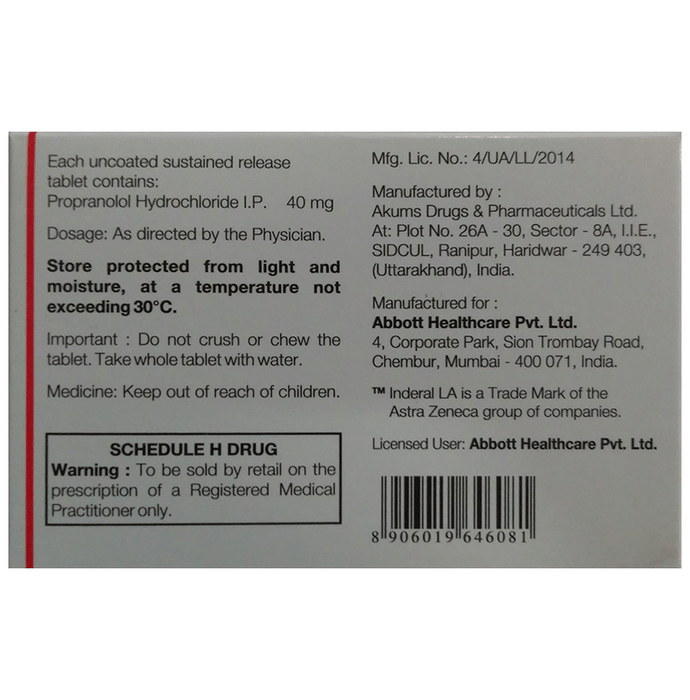 Each uncoated sustained release
tablet contains:
Propranolol Hydrochloride I.P. 40 mg
Dosage: As directed by the Physician.
Store protected from light and
moisture, at a temperature not
exceeding 30°C.
Important : Do not crush or chew the
tablet. Take whole tablet with water.
Medicine: Keep out of reach of children.
SCHEDULE H DRUG
Warning : To be sold by retail on the
prescription of a Registered Medical
Practitioner only.
Mfg. Lic. No.: 4/UA/LL/2014
Manufactured by :
Akums Drugs & Pharmaceuticals Ltd.
At: Plot No. 26A - 30, Sector - 8A, I.I.E.,
SIDCUL, Ranipur, Haridwar - 249 403,
(Uttarakhand), India.
Manufactured for :
Abbott Healthcare Pvt. Ltd.
4, Corporate Park, Sion Trombay Road,
Chembur, Mumbai - 400 071, India.
™ Inderal LA is a Trade Mark of the
Astra Zeneca group of companies.
Licensed User: Abbott Healthcare Pvt. Ltd.
8 906019 646081